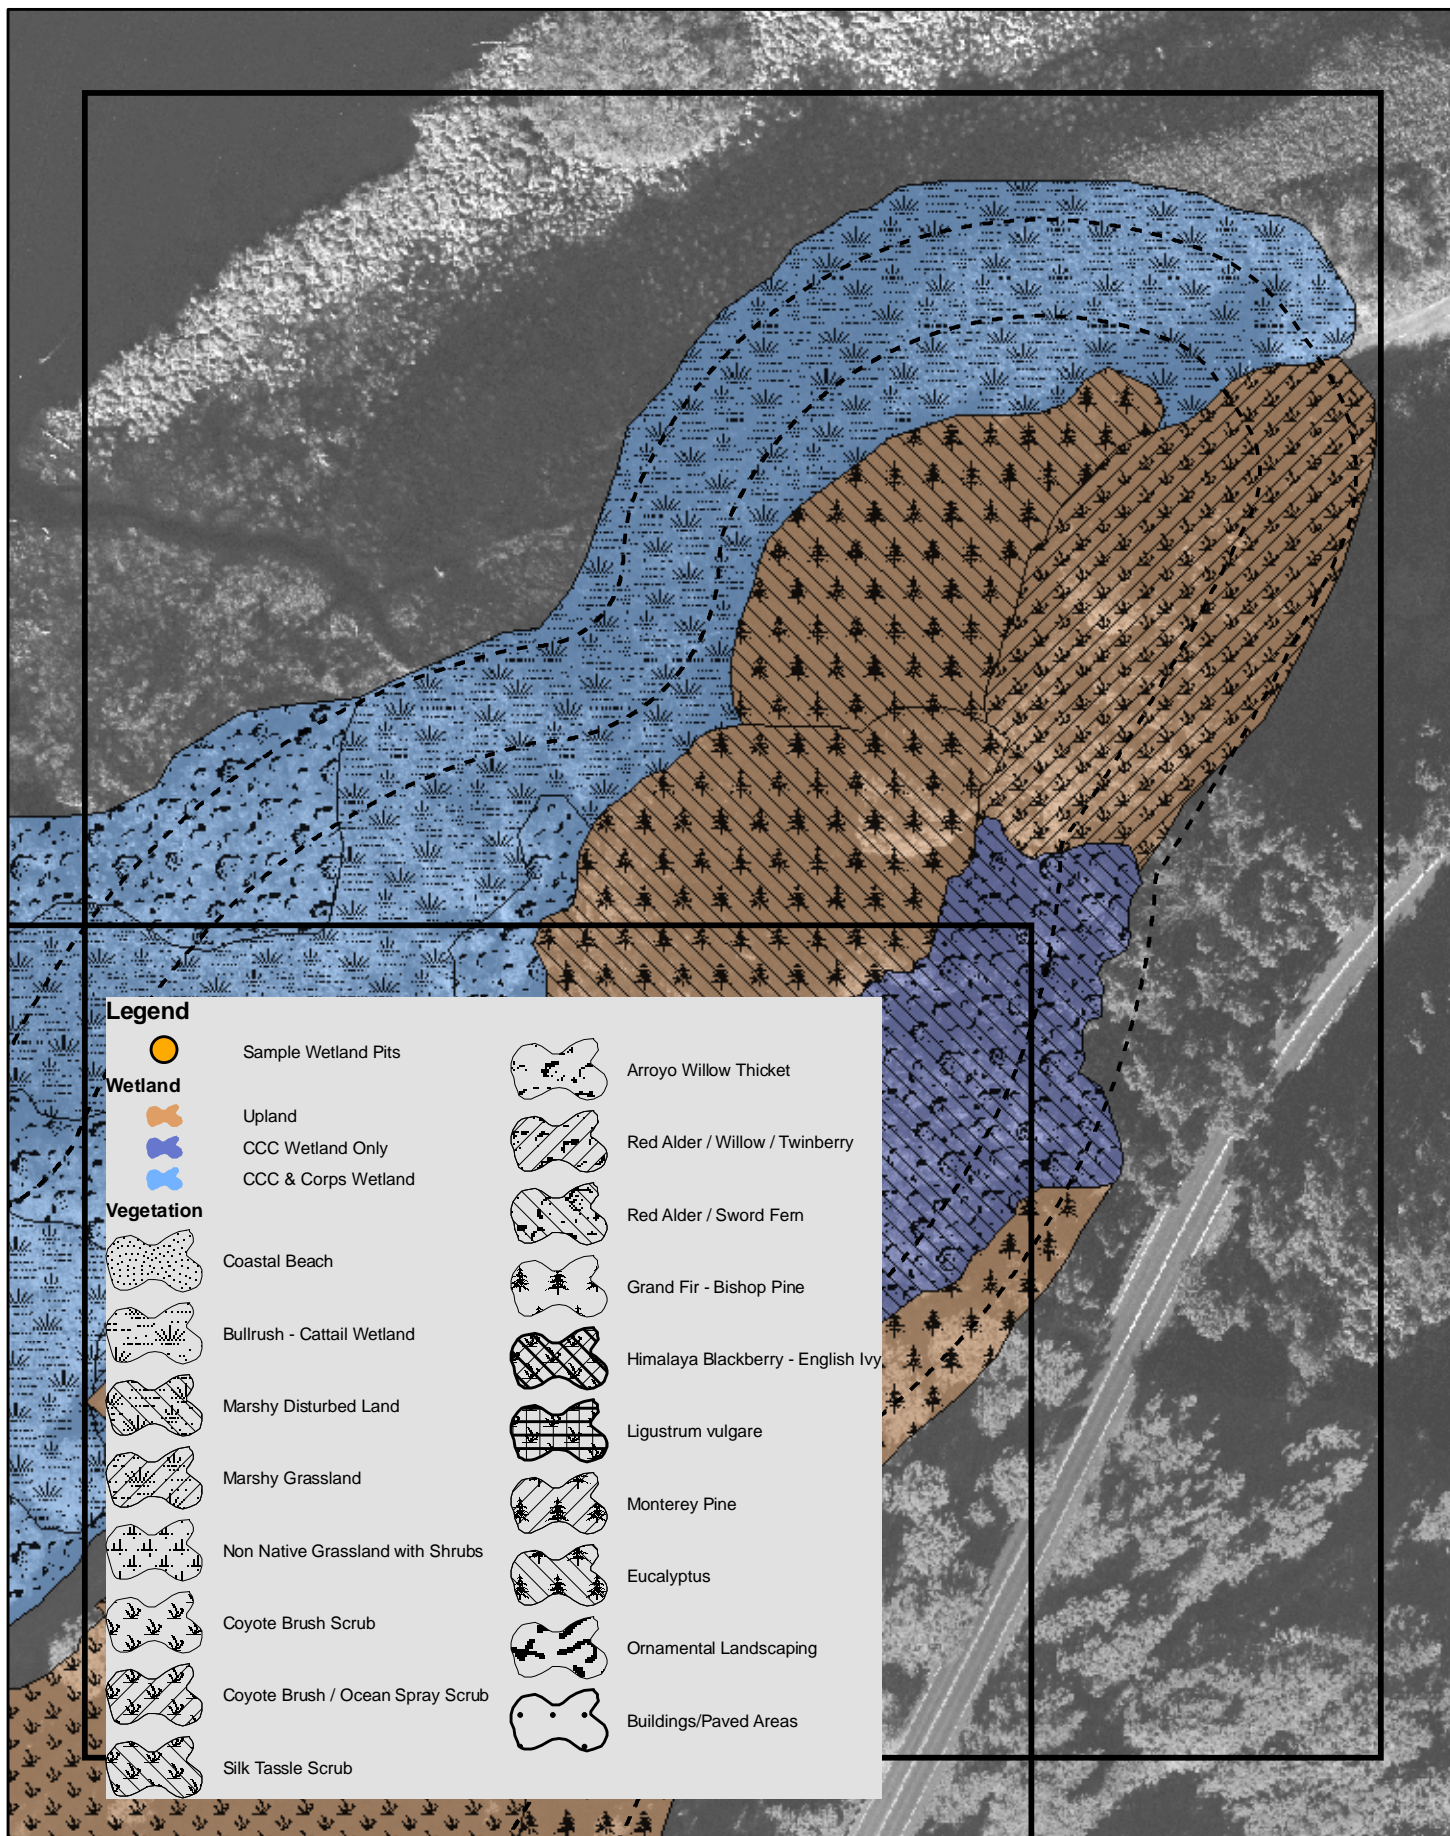 Legend
Sample Wetland Pits
Wetland
Upland
CCC Wetland Only
CCC & Corps Wetland
Vegetation
Coastal Beach
Bullrush - Cattail Wetland
Marshy Disturbed Land
Marshy Grassland
Non Native Grassland with Shrubs
Coyote Brush Scrub
Coyote Brush / Ocean Spray Scrub
Silk Tassle Scrub
Arroyo Willow Thicket
Red Alder / Willow / Twinberry
Red Alder / Sword Fern
Grand Fir - Bishop Pine
Himalaya Blackberry - English Ivy
Ligustrum vulgare
Monterey Pine
Eucalyptus
Ornamental Landscaping
Buildings/Paved Areas